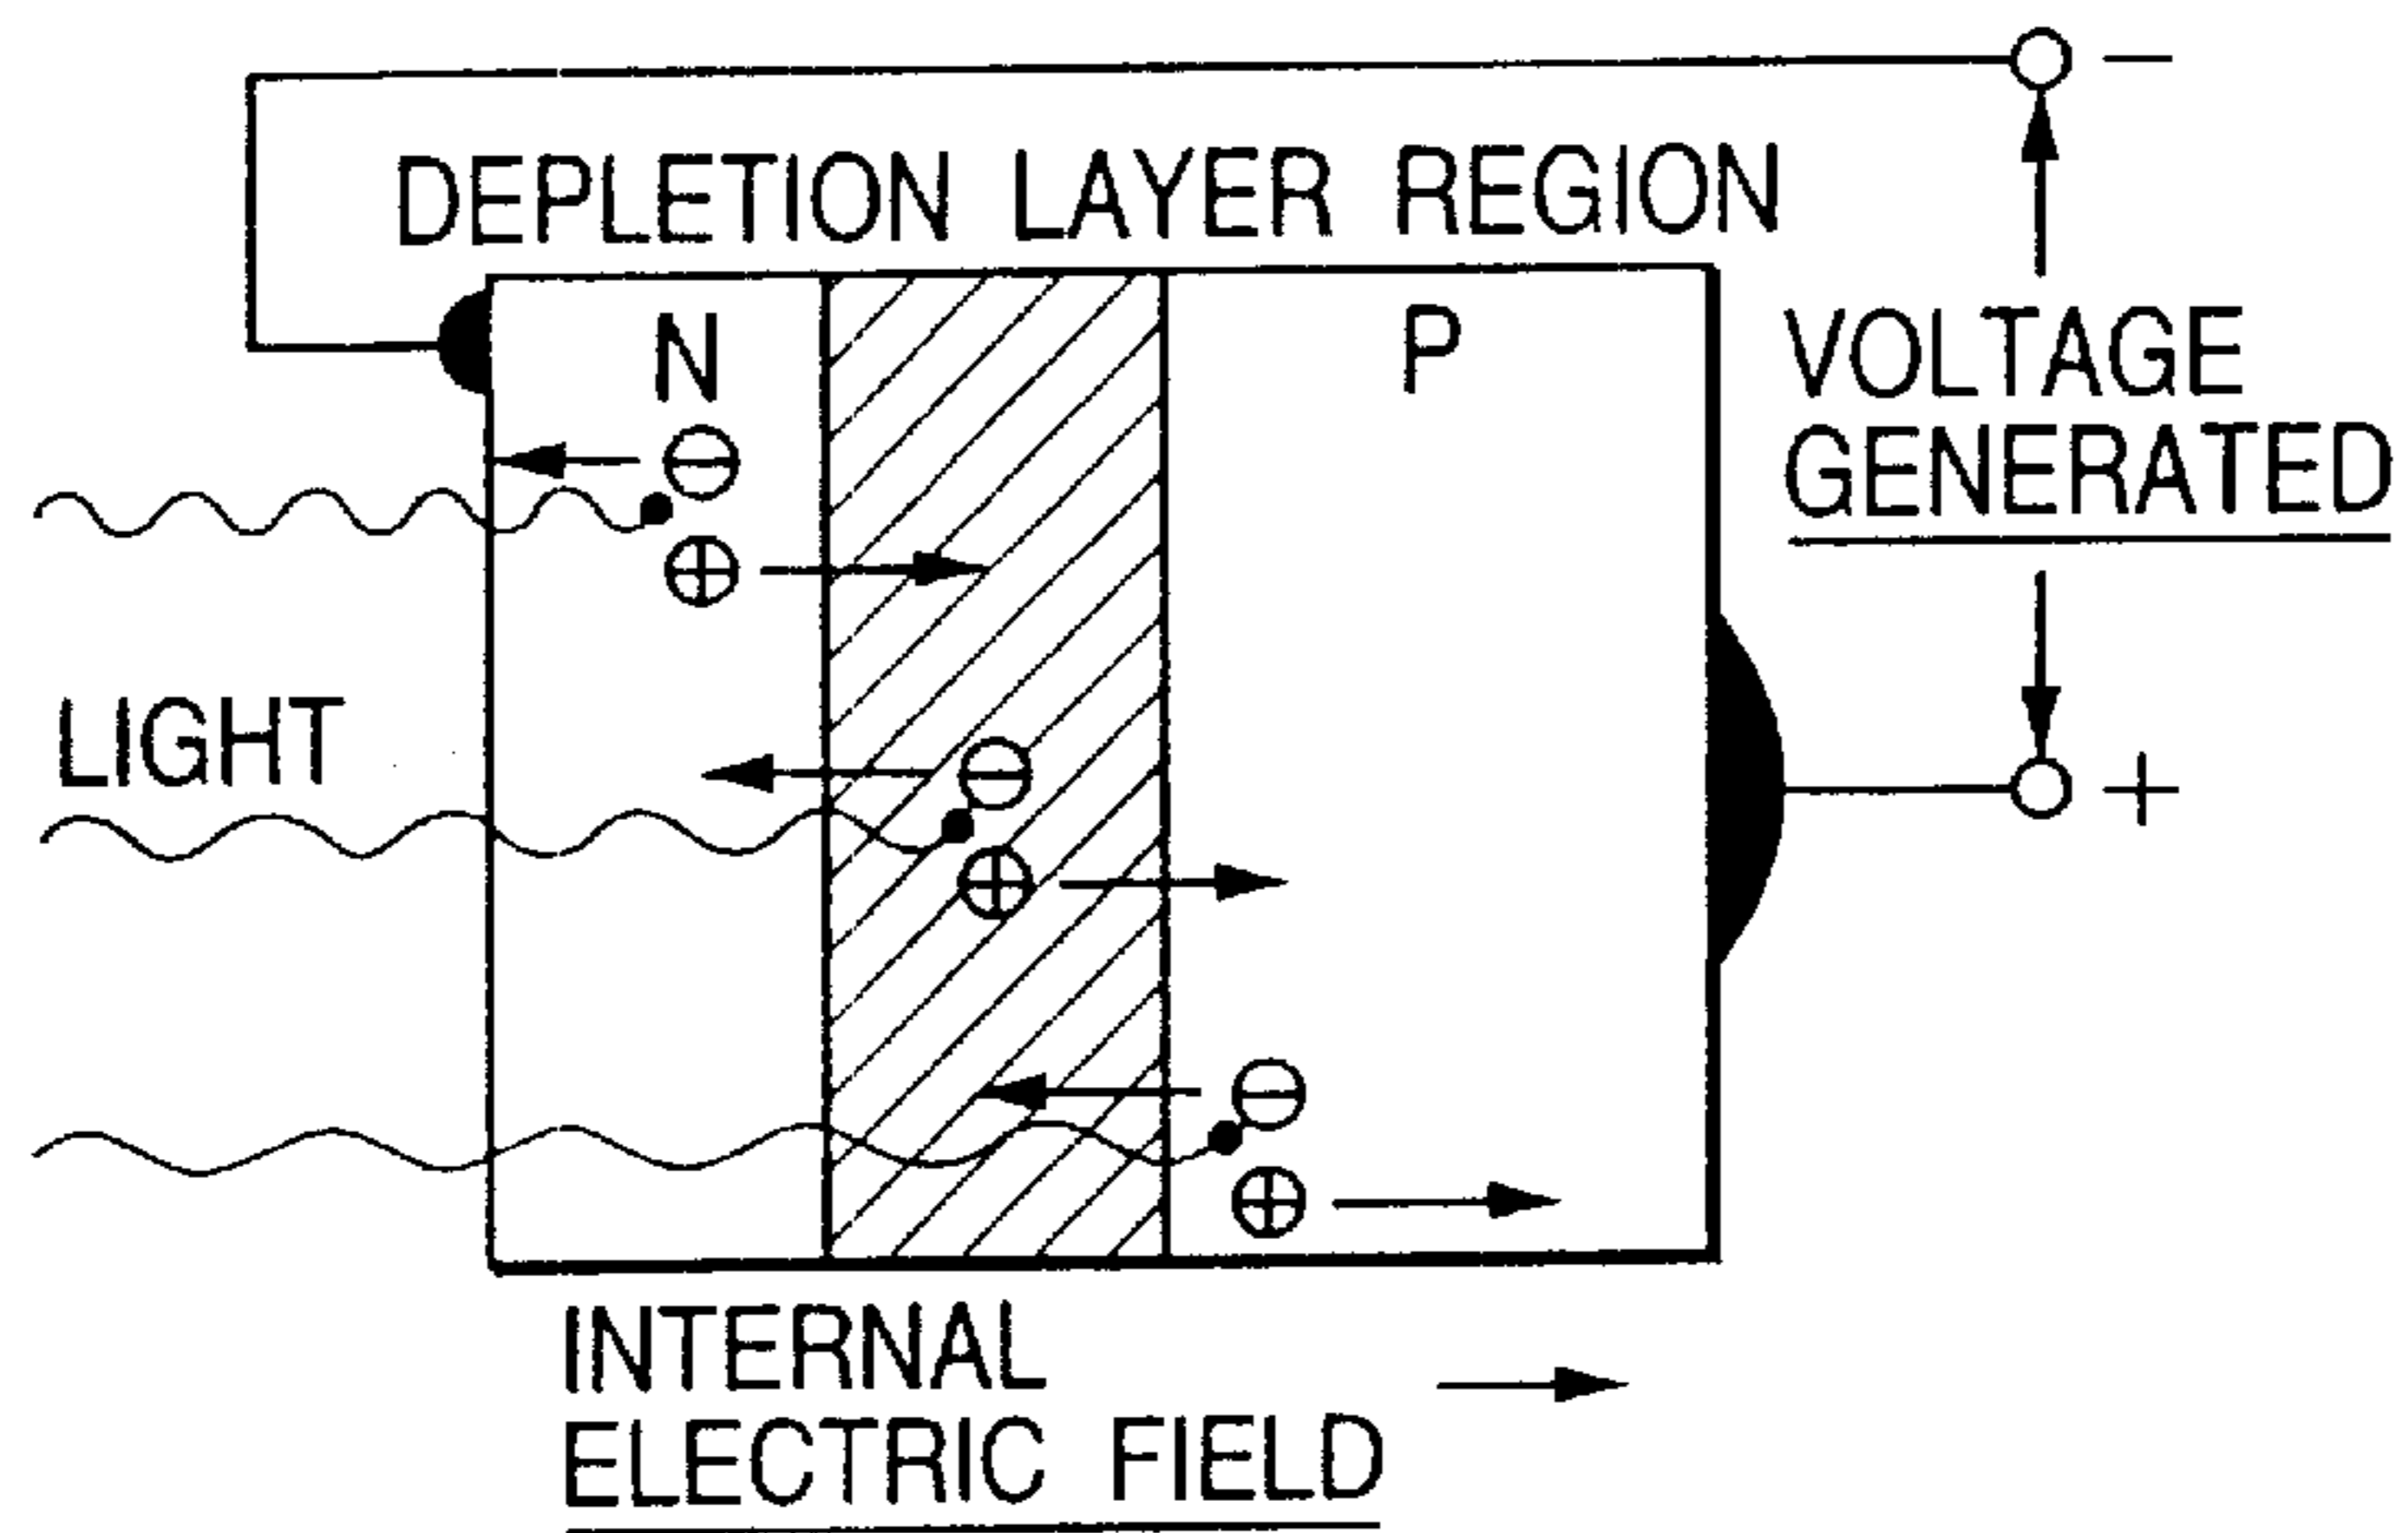 −
DEPLETION LAYER REGION
N
P
VOLTAGE
GENERATED
LIGHT
+
INTERNAL
ELECTRIC FIELD